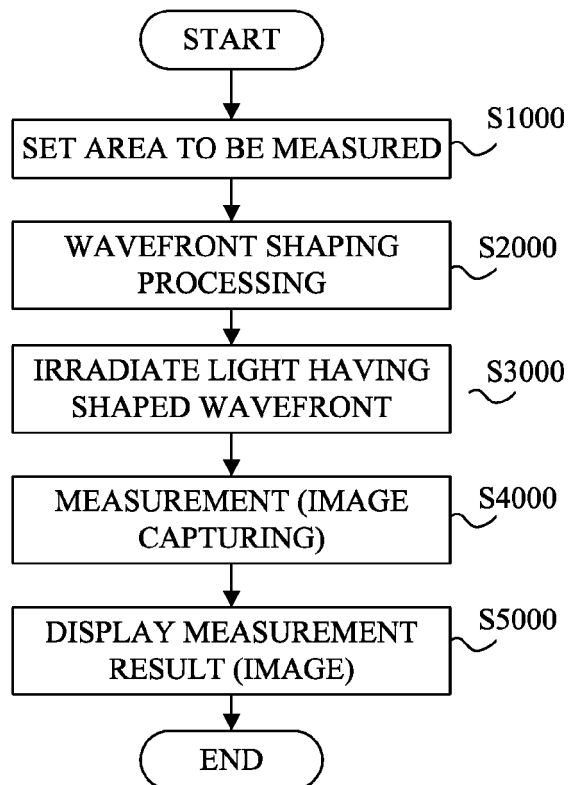 START
S1000
SET AREA TO BE MEASURED
WAVEFRONT SHAPING
PROCESSING
S2000
IRRADIATE LIGHT HAVING
SHAPED WAVEFRONT
S3000
MEASUREMENT (IMAGE
CAPTURING)
S4000
DISPLAY MEASUREMENT
RESULT (IMAGE)
S5000
END